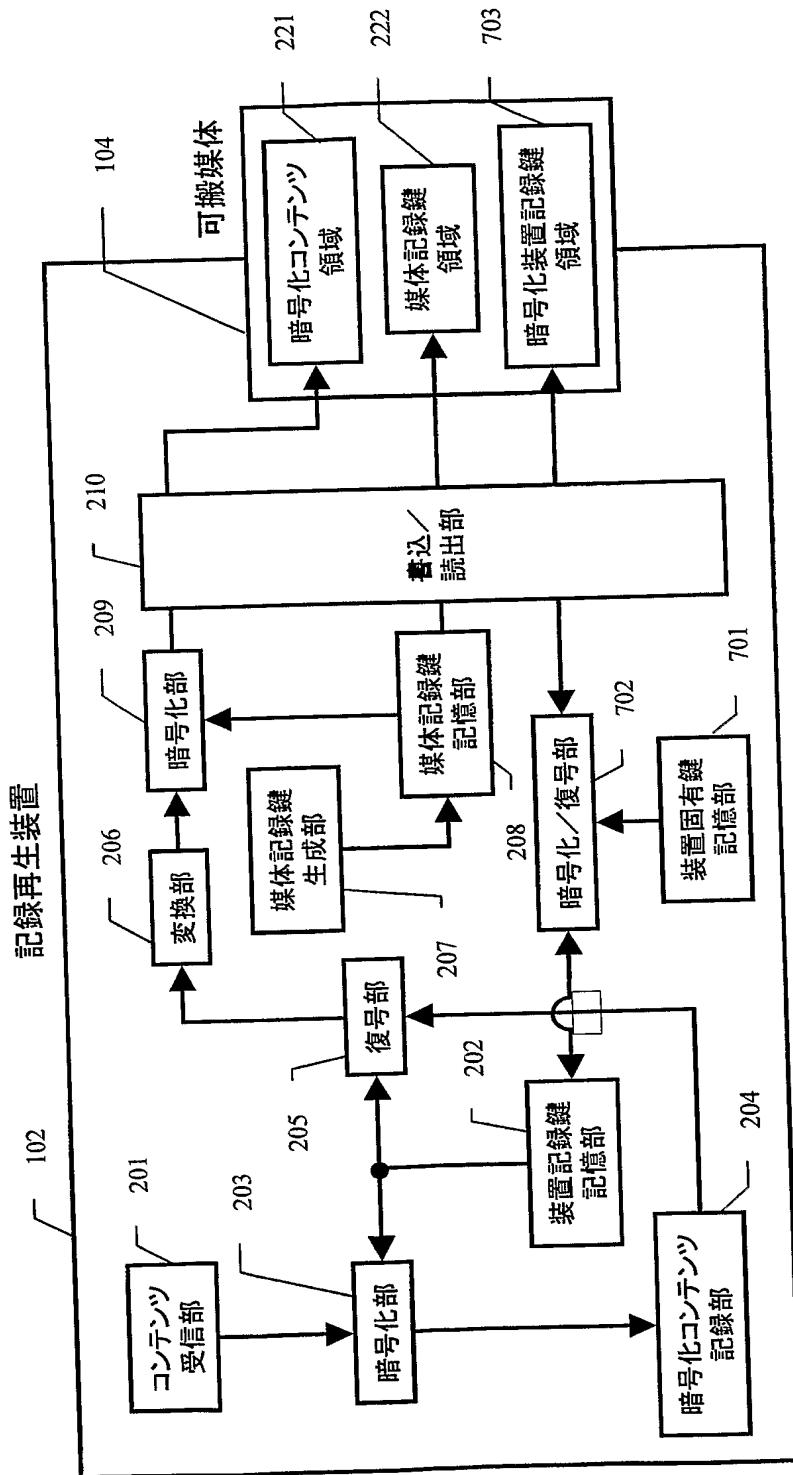 記録再生装置
102
201
コンテンツ
受信部
203
暗号化部
205
復号部
206
変換部
209
暗号化部
210
書込／
読出部
104
可搬媒体
221
暗号化コンテンツ
領域
222
媒体記録鍵
領域
703
暗号化装置記録鍵
領域
207
媒体記録鍵
生成部
208
媒体記録鍵
記憶部
202
装置記録鍵
記憶部
702
暗号化／復号部
701
装置固有鍵
記憶部
204
暗号化コンテンツ
記録部